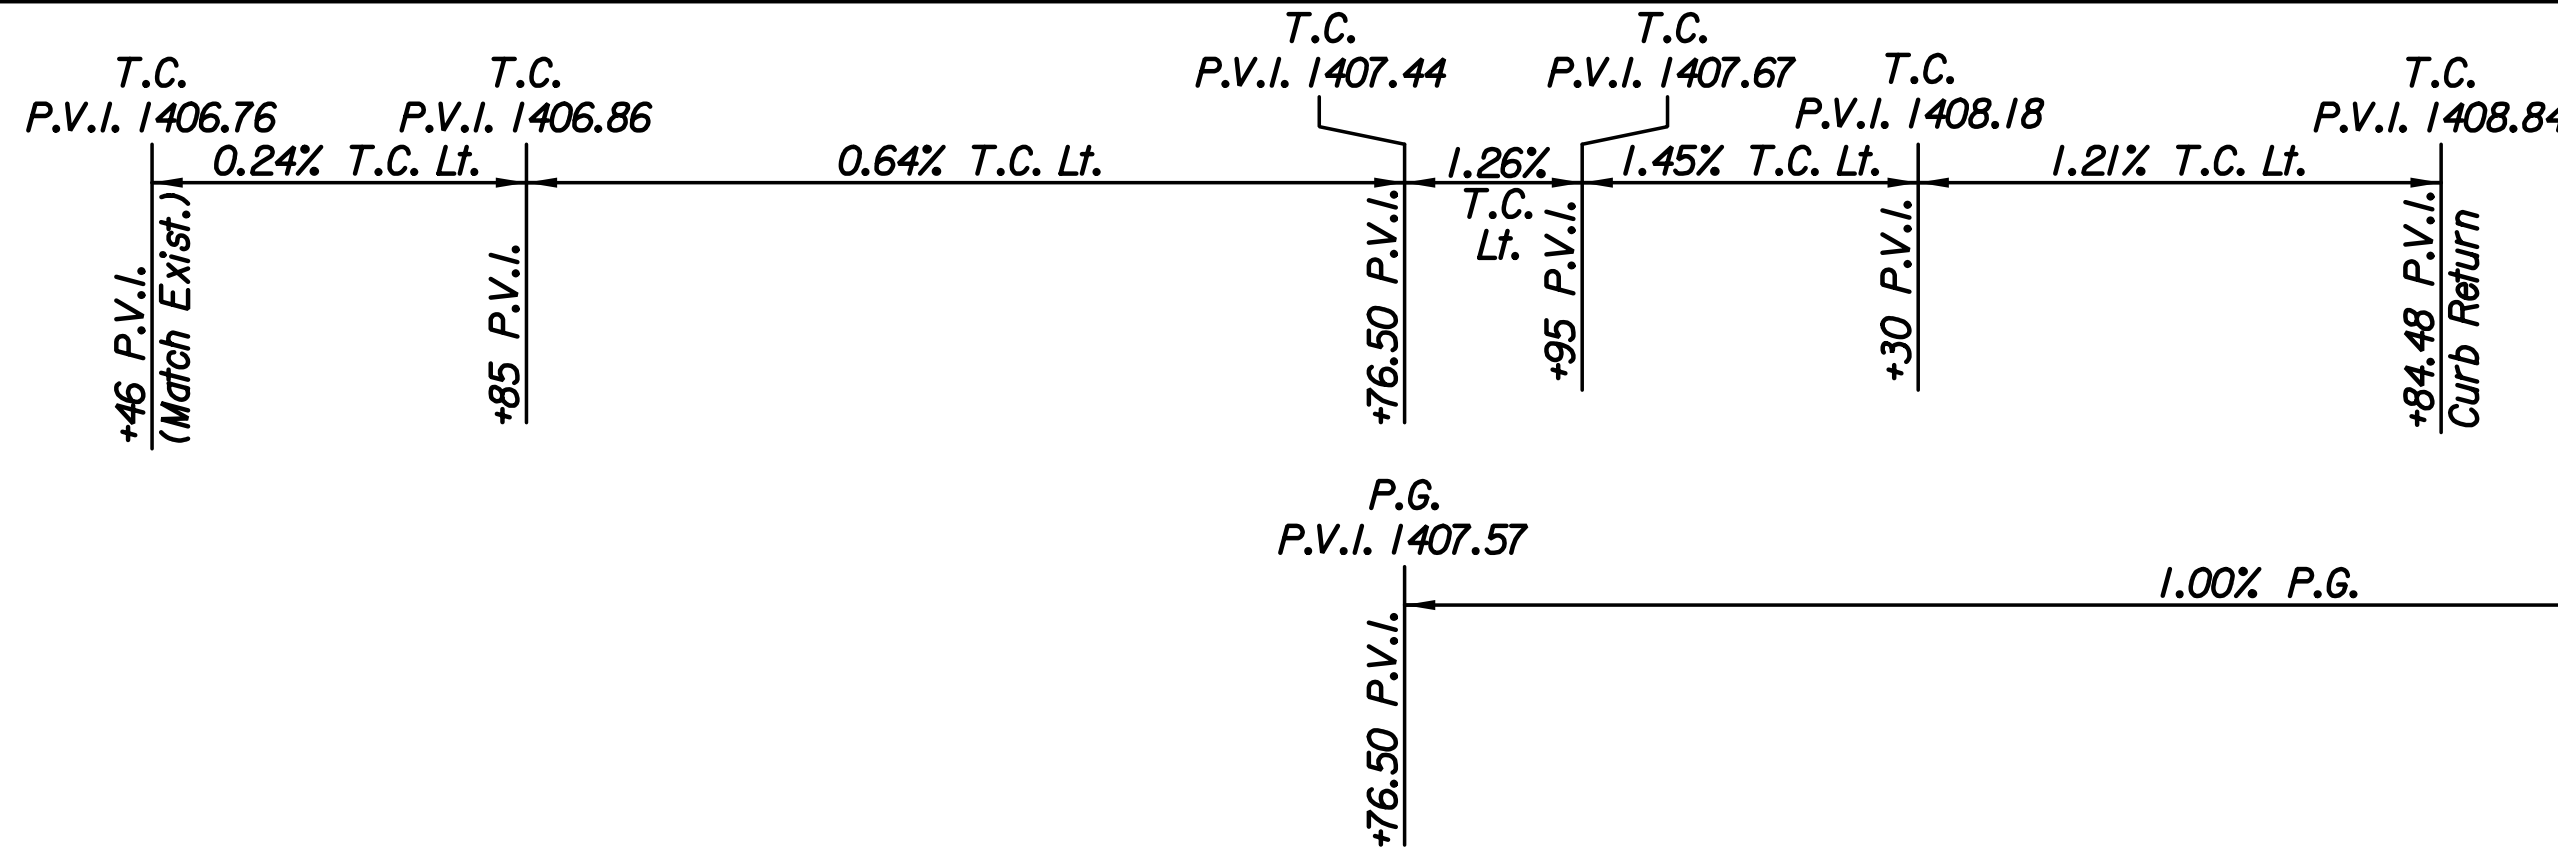 T.C.
P.V.I. 1406.76
T.C.
P.V.I. 1406.86
T.C.
P.V.I. 1407.44
T.C.
P.V.I. 1407.67
T.C.
P.V.I. 1408.18
T.C.
P.V.I. 1408.84
0.24% T.C. Lt.
0.64% T.C. Lt.
1.26%
T.C.
Lt.
1.45% T.C. Lt.
1.21% T.C. Lt.
+46 P.V.I.
(Match Exist.)
+85 P.V.I.
+76.50 P.V.I.
+95 P.V.I.
+30 P.V.I.
+84.48 P.V.I.
Curb Return
P.G.
P.V.I. 1407.57
1.00% P.G.
+76.50 P.V.I.